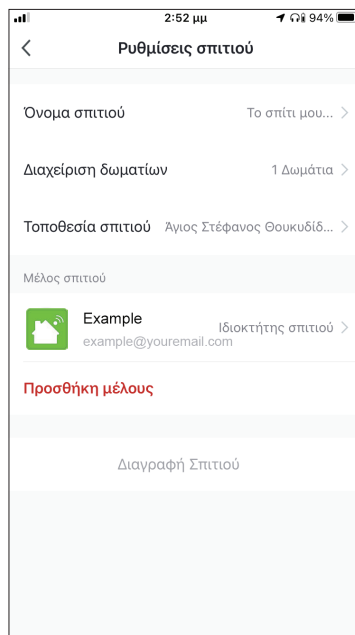 2:52 μμ 94%
Ρυθμίσεις σπιτιού
Όνομα σπιτιού Το σπίτι μου...
Διαχείριση δωματίων 1 Δωμάτια
Τοποθεσία σπιτιού Άγιος Στέφανος Θουκυδίδ...
Μέλος σπιτιού
Example
Ιδιοκτήτης σπιτιού
example@youremail.com
Προσθήκη μέλους
Διαγραφή Σπιτιού